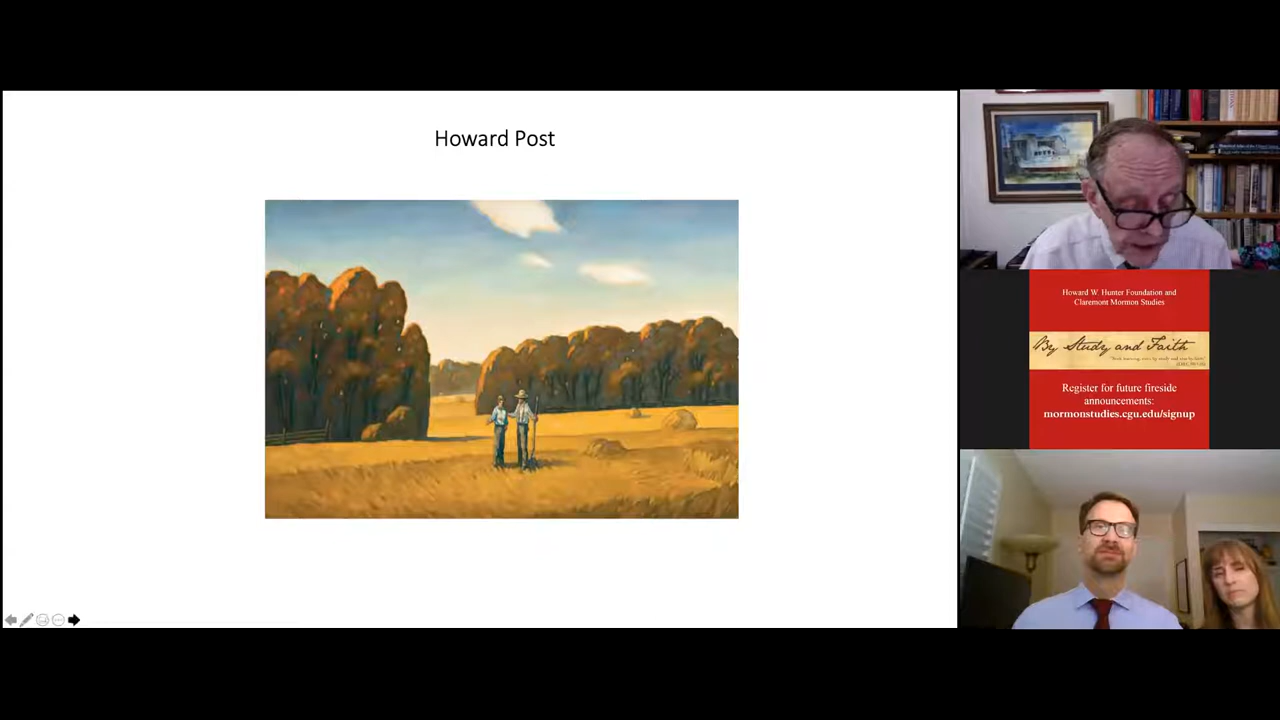 Howard Post
Howard W. Hunter Foundation and
Claremont Mormon Studies
By Study and Faith
Register for future fireside
announcements:
mormonstudies.cgu.edu/signup